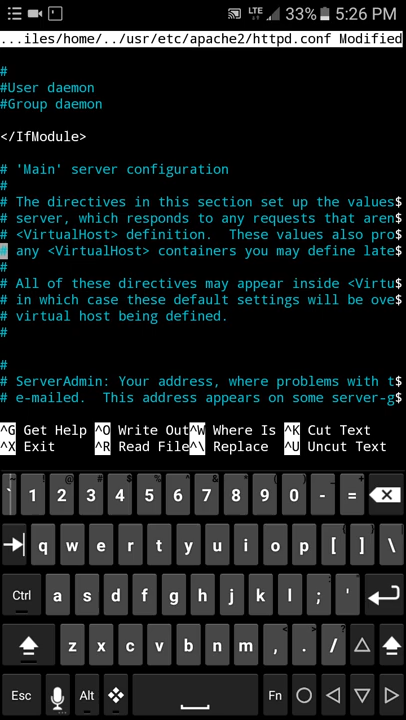 LTE 33% 5:26 PM
...iles/home/../usr/etc/apache2/httpd.conf Modified
#
#User daemon
#Group daemon
</IfModule>
# 'Main' server configuration
#
# The directives in this section set up the values$
# server, which responds to any requests that aren$
# <VirtualHost> definition.  These values also pro$
# any <VirtualHost> containers you may define late$
#
# All of these directives may appear inside <Virtu$
# in which case these default settings will be ove$
# virtual host being defined.
#
#
# ServerAdmin: Your address, where problems with t$
# e-mailed.  This address appears on some server-g$
^G Get Help ^O Write Out ^W Where Is ^K Cut Text
^X Exit ^R Read File ^\ Replace ^U Uncut Text
` 1 2 3 4 5 6 7 8 9 0 - =
q w e r t y u i o p [ ] \
Ctrl a s d f g h j k l ; '
z x c v b n m , . /
Esc Alt Fn